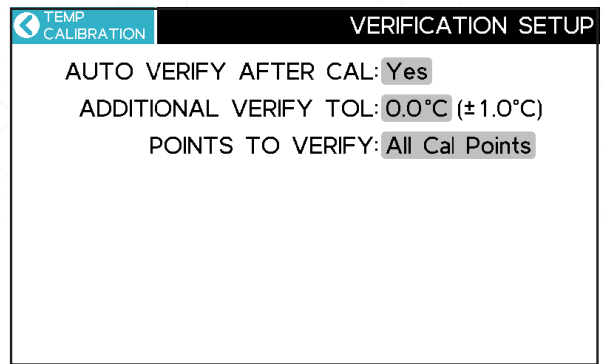 TEMP
CALIBRATION
VERIFICATION SETUP
AUTO VERIFY AFTER CAL: Yes
ADDITIONAL VERIFY TOL: 0.0°C (±1.0°C)
POINTS TO VERIFY: All Cal Points